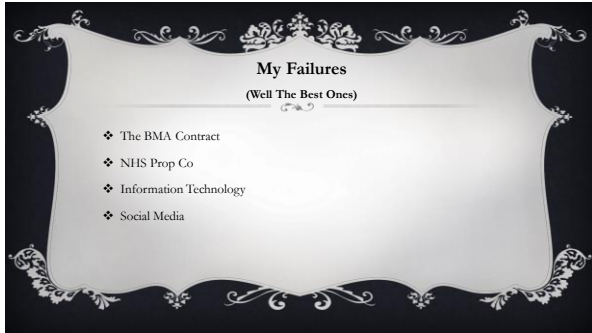 My Failures
(Well The Best Ones)
❖ The BMA Contract
❖ NHS Prop Co
❖ Information Technology
❖ Social Media